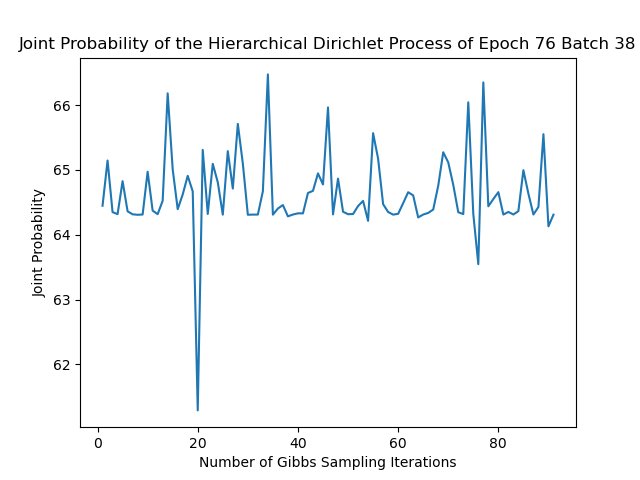 Joint Probability of the Hierarchical Dirichlet Process of Epoch 76 Batch 38
66
65
64
63
62
Joint Probability
0 20 40 60 80
Number of Gibbs Sampling Iterations